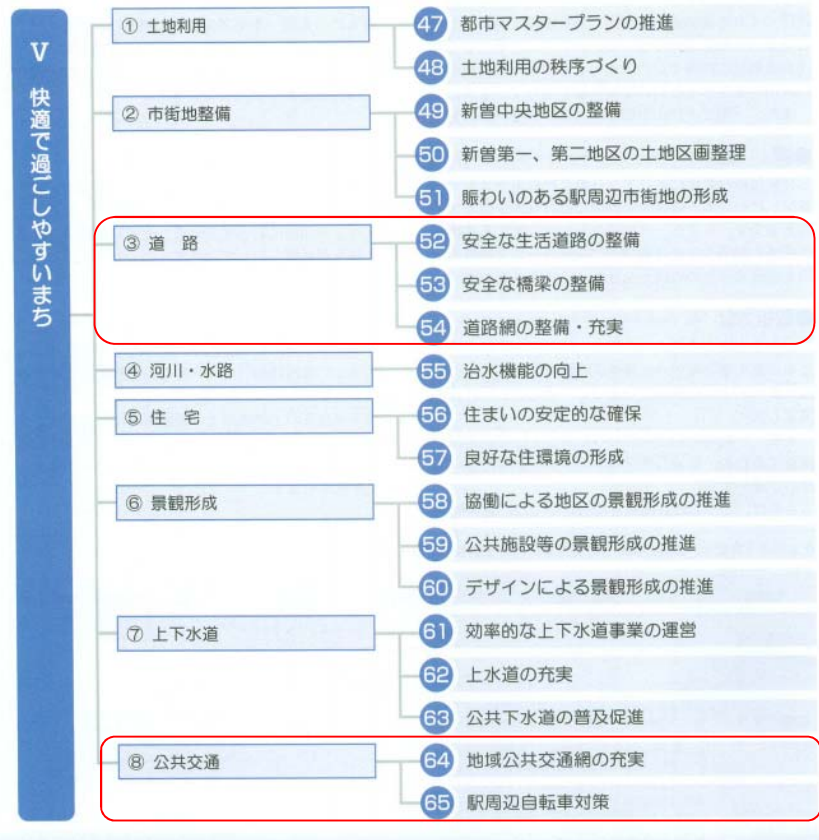 Ⅴ 快適で過ごしやすいまち
① 土地利用
47 都市マスタープランの推進
48 土地利用の秩序づくり
② 市街地整備
49 新曽中央地区の整備
50 新曽第一、第二地区の土地区画整理
51 賑わいのある駅周辺市街地の形成
③ 道 路
52 安全な生活道路の整備
53 安全な橋梁の整備
54 道路網の整備・充実
④ 河川・水路
55 治水機能の向上
⑤ 住 宅
56 住まいの安定的な確保
57 良好な住環境の形成
⑥ 景観形成
58 協働による地区の景観形成の推進
59 公共施設等の景観形成の推進
60 デザインによる景観形成の推進
⑦ 上下水道
61 効率的な上下水道事業の運営
62 上水道の充実
63 公共下水道の普及促進
⑧ 公共交通
64 地域公共交通網の充実
65 駅周辺自転車対策